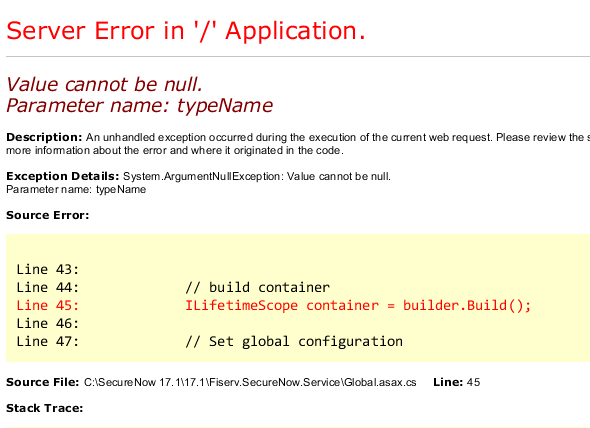 Server Error in '/' Application.
Value cannot be null.
Parameter name: typeName
Description: An unhandled exception occurred during the execution of the current web request. Please review the
more information about the error and where it originated in the code.
Exception Details: System.ArgumentNullException: Value cannot be null.
Parameter name: typeName
Source Error:
Line 43:
Line 44: // build container
Line 45: ILifetimeScope container = builder.Build();
Line 46:
Line 47: // Set global configuration
Source File: C:\SecureNow 17.1\17.1\Fiserv.SecureNow.Service\Global.asax.cs Line: 45
Stack Trace: